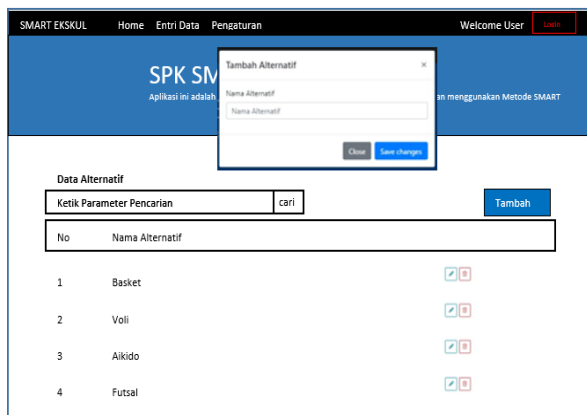 SMART EKSKUL Home Entri Data Pengaturan Welcome User Login
SPK SM
Aplikasi ini adalah
an menggunakan Metode SMART
Tambah Alternatif ×
Nama Alternatif
Nama Alternatif
Close Save changes
Data Alternatif
Ketik Parameter Pencarian cari Tambah
No Nama Alternatif
1 Basket
2 Voli
3 Aikido
4 Futsal